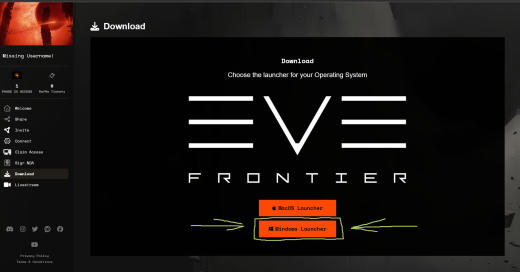 Download
Missing Username!
1
0
PHASE IV ACCESS
Raffle Tickets
Welcome
Share
Invite
Connect
Claim Access
Sign NDA
Download
Livestream
Privacy Policy
Terms & Conditions
Download
Choose the launcher for your Operating System
EVE
FRONTIER
MacOS Launcher
Windows Launcher